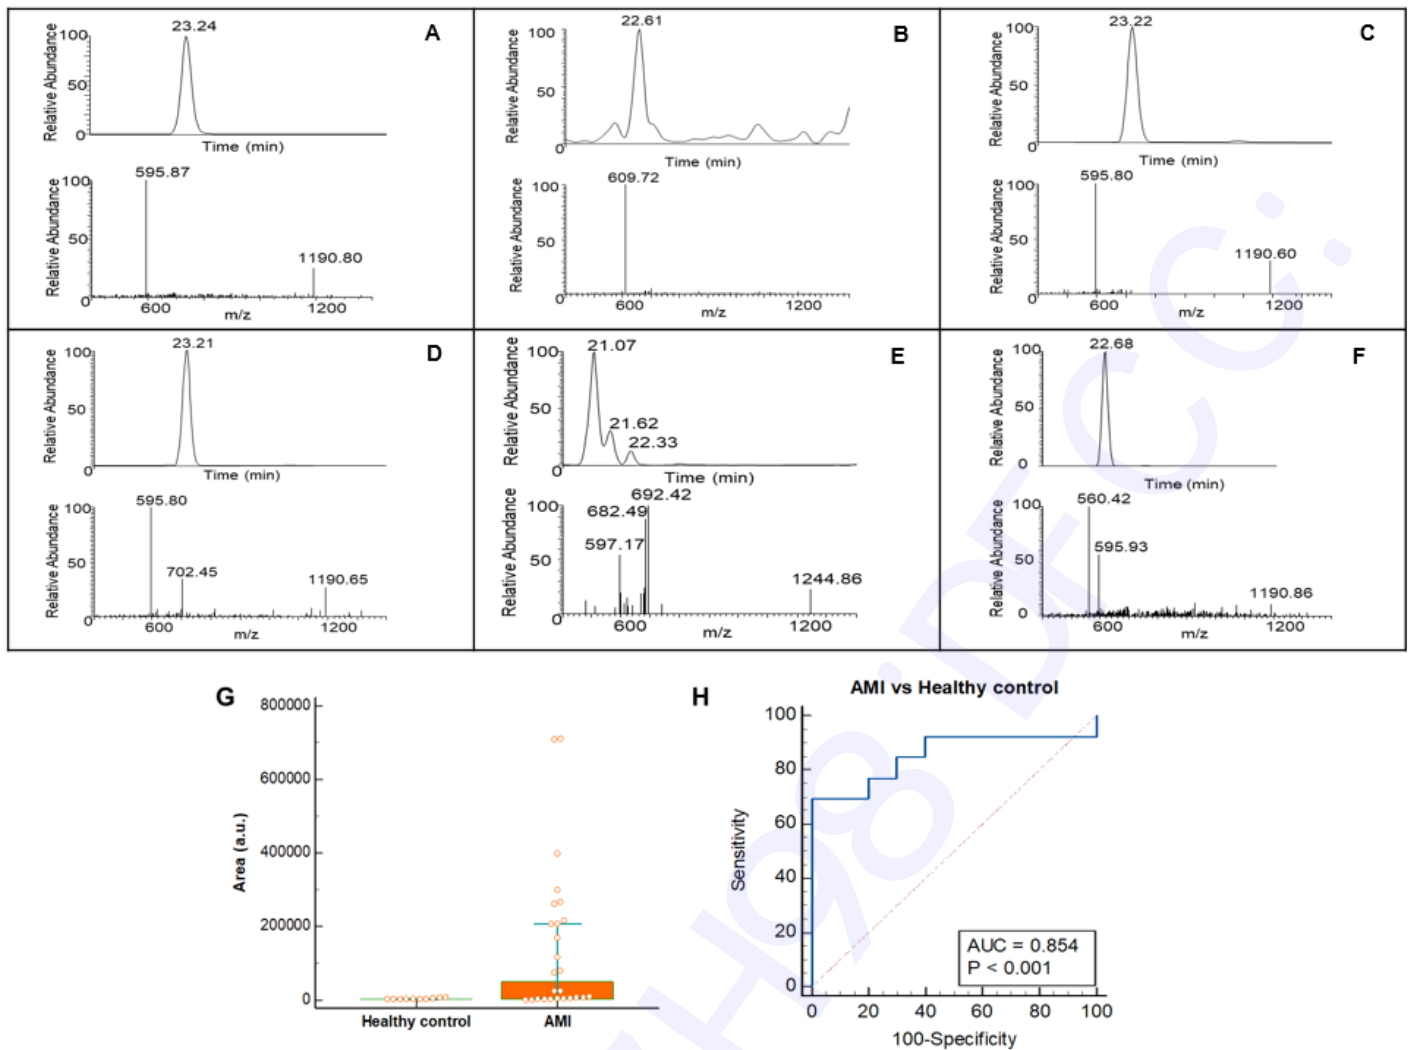 A
23.24
Relative Abundance
100
50
0
Time (min)
595.87
1190.80
Relative Abundance
100
50
0
600
1200
m/z
B
22.61
Relative Abundance
100
50
0
Time (min)
609.72
Relative Abundance
100
50
0
600
1200
m/z
C
23.22
Relative Abundance
100
50
0
Time (min)
595.80
1190.60
Relative Abundance
100
50
0
600
1200
m/z
D
23.21
Relative Abundance
100
50
0
Time (min)
595.80
702.45
1190.65
Relative Abundance
100
50
0
600
1200
m/z
E
21.07
21.62
22.33
Relative Abundance
100
50
0
Time (min)
692.42
682.49
597.17
1244.86
Relative Abundance
100
50
0
600
1200
m/z
F
22.68
Relative Abundance
100
50
0
Time (min)
560.42
595.93
1190.86
Relative Abundance
100
50
0
600
1200
m/z
G
800000
600000
400000
200000
0
Area (a.u.)
Healthy control
AMI
H
AMI vs Healthy control
100
80
60
40
20
0
Sensitivity
AUC = 0.854
P < 0.001
0
20
40
60
80
100
100-Specificity